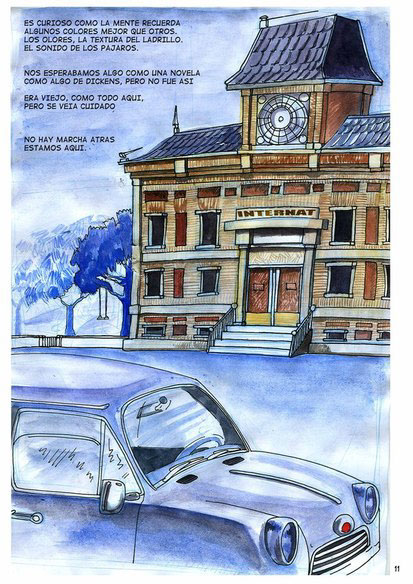 ES CURIOSO COMO LA MENTE RECUERDA
ALGUNOS COLORES MEJOR QUE OTROS.
LOS OLORES, LA TEXTURA DEL LADRILLO.
EL SONIDO DE LOS PAJAROS.
NOS ESPERABAMOS ALGO COMO UNA NOVELA
COMO ALGO DE DICKENS, PERO NO FUE ASI
ERA VIEJO, COMO TODO AQUI,
PERO SE VEIA CUIDADO
NO HAY MARCHA ATRAS
ESTAMOS AQUI.
INTERNAT
11